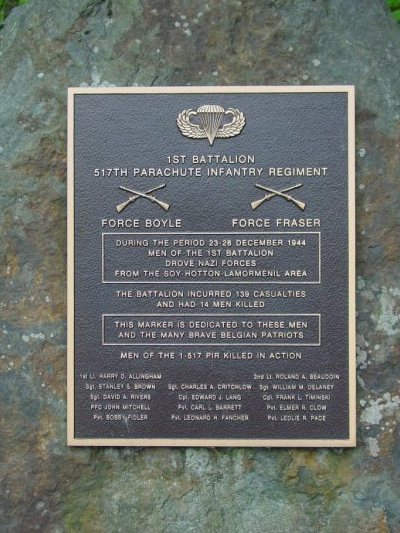 1ST BATTALION
517TH PARACHUTE INFANTRY REGIMENT
FORCE BOYLE FORCE FRASER
DURING THE PERIOD 23-26 DECEMBER 1944
MEN OF THE 1ST BATTALION
DROVE NAZI FORCES
FROM THE SOY-HOTTON-LAMORMENIL AREA
THE BATTALION INCURRED 139 CASUALTIES
AND HAD 14 MEN KILLED
THIS MARKER IS DEDICATED TO THESE MEN
AND THE MANY BRAVE BELGIAN PATRIOTS
MEN OF THE 1-517 PIR KILLED IN ACTION
1st Lt. HARRY D. ALLINGHAM 2nd Lt. ROLAND A. BEAUDOIN
Sgt. STANLEY S. BROWN Sgt. CHARLES A. CRITCHLOW Sgt. WILLIAM M. DELANEY
Sgt. DAVID A. RIVERS Cpl. EDWARD J. LANG Cpl. FRANK L. TIMINSKI
PFC JOHN MITCHELL Pvt. CARL L. BARRETT Pvt. ELMER R. CLOW
Pvt. BOBBY FIDLER Pvt. LEONARD H. FANCHER Pvt. LESLIE R. PACE